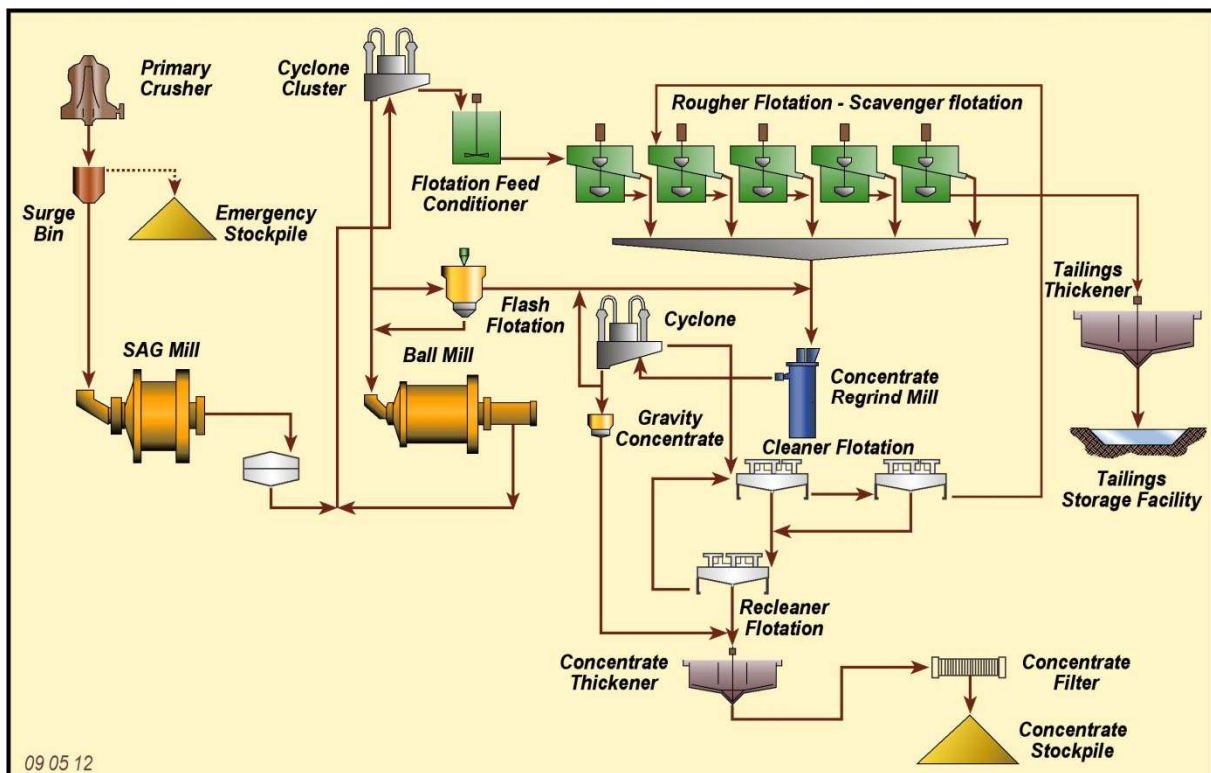 Primary
Crusher
Cyclone
Cluster
Rougher Flotation - Scavenger flotation
Surge
Bin
Emergency
Stockpile
Flotation Feed
Conditioner
Tailings
Thickener
Flash
Flotation
Cyclone
SAG Mill
Ball Mill
Concentrate
Regrind Mill
Gravity
Concentrate
Cleaner Flotation
Tailings
Storage Facility
Recleaner
Flotation
Concentrate
Thickener
Concentrate
Filter
Concentrate
Stockpile
09 05 12